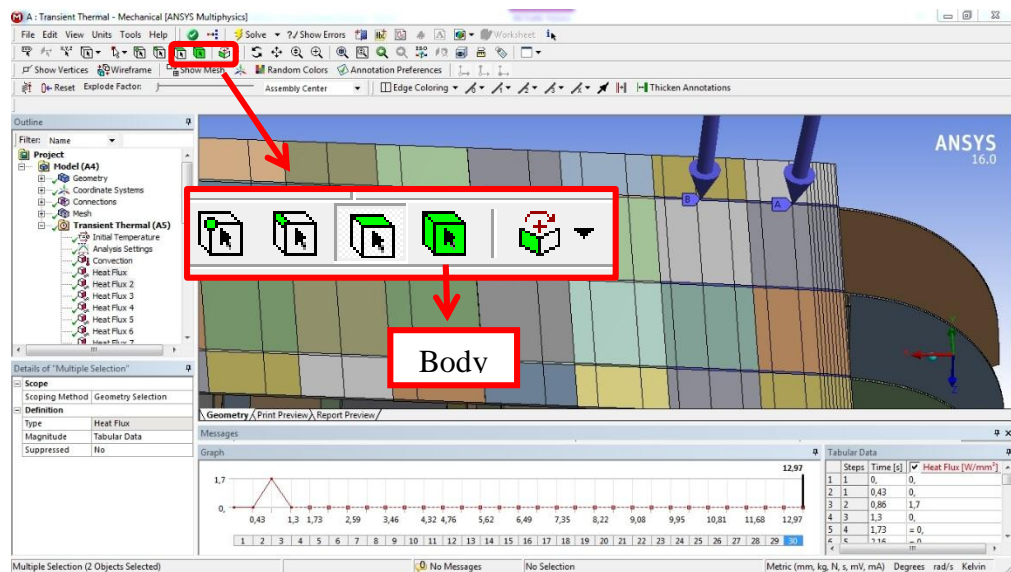 A : Transient Thermal - Mechanical [ANSYS Multiphysics]
File Edit View Units Tools Help Solve ?/ Show Errors Worksheet
Show Vertices Wireframe Show Mesh Random Colors Annotation Preferences
Reset Explode Factor: Assembly Center Edge Coloring Thicken Annotations
Outline
Filter: Name
Project
Model (A4)
Geometry
Coordinate Systems
Connections
Mesh
Transient Thermal (A5)
Initial Temperature
Analysis Settings
Convection
Heat Flux
Heat Flux 2
Heat Flux 3
Heat Flux 4
Heat Flux 5
Heat Flux 6
Heat Flux 7
Details of "Multiple Selection"
Scope
Scoping Method Geometry Selection
Definition
Type Heat Flux
Magnitude Tabular Data
Suppressed No
ANSYS
16.0
B
A
Body
Geometry Print Preview Report Preview
Messages
Graph
12,97
1,7
0,
0,43 1,3 1,73 2,59 3,46 4,32 4,76 5,62 6,49 7,35 8,22 9,08 9,95 10,81 11,68 12,97
1 2 3 4 5 6 7 8 9 10 11 12 13 14 15 16 17 18 19 20 21 22 23 24 25 26 27 28 29 30
Tabular Data
Steps Time [s] Heat Flux [W/mm²]
1 1 0, 0,
2 1 0,43 0,
3 2 0,86 1,7
4 3 1,3 0,
5 4 1,73 = 0,
6 5 2,16 = 0,
Multiple Selection (2 Objects Selected) 0 No Messages No Selection Metric (mm, kg, N, s, mV, mA) Degrees rad/s Kelvin